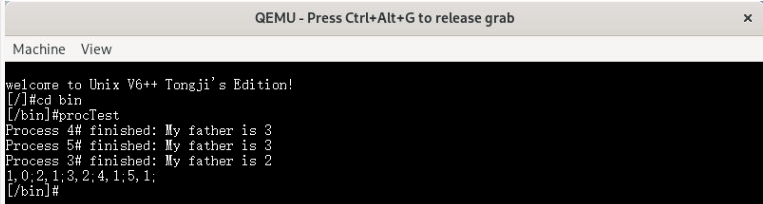 QEMU - Press Ctrl+Alt+G to release grab
×
Machine View
welcome to Unix V6++ Tongji's Edition!
[/]#cd bin
[/bin]#procTest
Process 4# finished: My father is 3
Process 5# finished: My father is 3
Process 3# finished: My father is 2
1,0;2,1;3,2;4,1;5,1;
[/bin]#